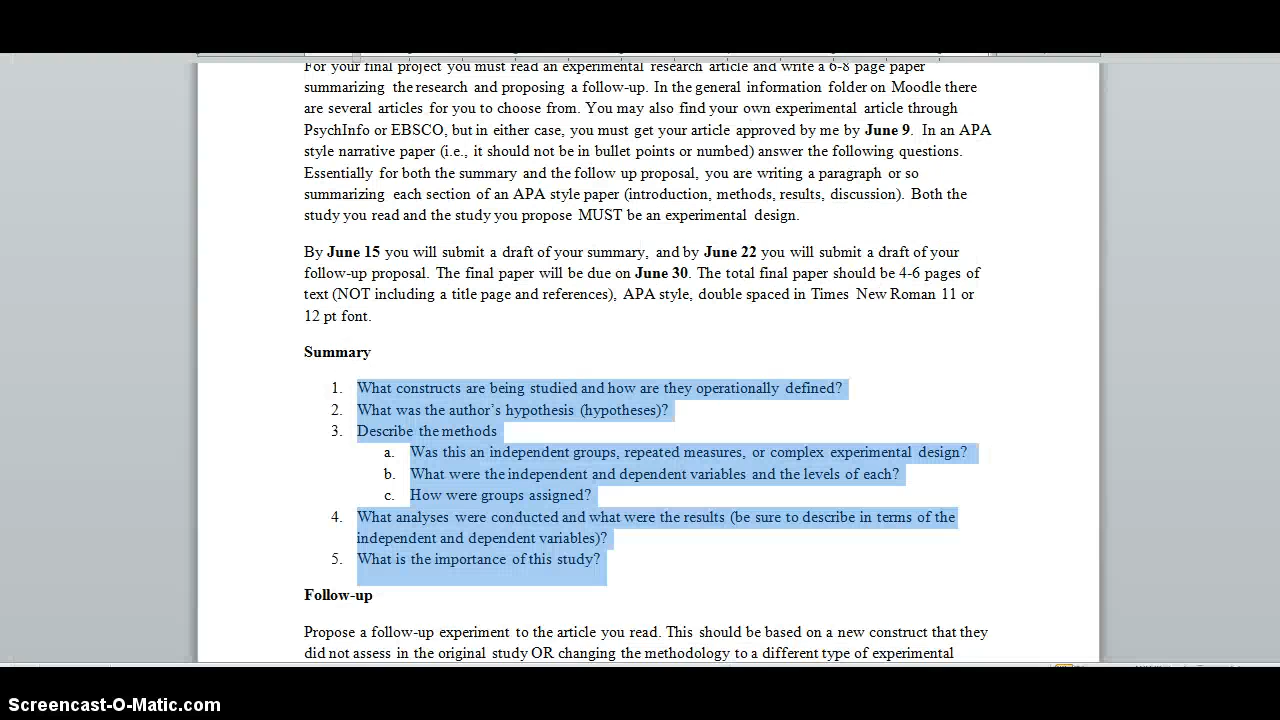 For your final project you must read an experimental research article and write a 6-8 page paper
summarizing the research and proposing a follow-up. In the general information folder on Moodle there
are several articles for you to choose from. You may also find your own experimental article through
PsychInfo or EBSCO, but in either case, you must get your article approved by me by June 9. In an APA
style narrative paper (i.e., it should not be in bullet points or numbed) answer the following questions.
Essentially for both the summary and the follow up proposal, you are writing a paragraph or so
summarizing each section of an APA style paper (introduction, methods, results, discussion). Both the
study you read and the study you propose MUST be an experimental design.
By June 15 you will submit a draft of your summary, and by June 22 you will submit a draft of your
follow-up proposal. The final paper will be due on June 30. The total final paper should be 4-6 pages of
text (NOT including a title page and references), APA style, double spaced in Times New Roman 11 or
12 pt font.
Summary
1. What constructs are being studied and how are they operationally defined?
2. What was the author's hypothesis (hypotheses)?
3. Describe the methods
a. Was this an independent groups, repeated measures, or complex experimental design?
b. What were the independent and dependent variables and the levels of each?
c. How were groups assigned?
4. What analyses were conducted and what were the results (be sure to describe in terms of the
independent and dependent variables)?
5. What is the importance of this study?
Follow-up
Propose a follow-up experiment to the article you read. This should be based on a new construct that they
did not assess in the original study OR changing the methodology to a different type of experimental
Screencast-O-Matic.com